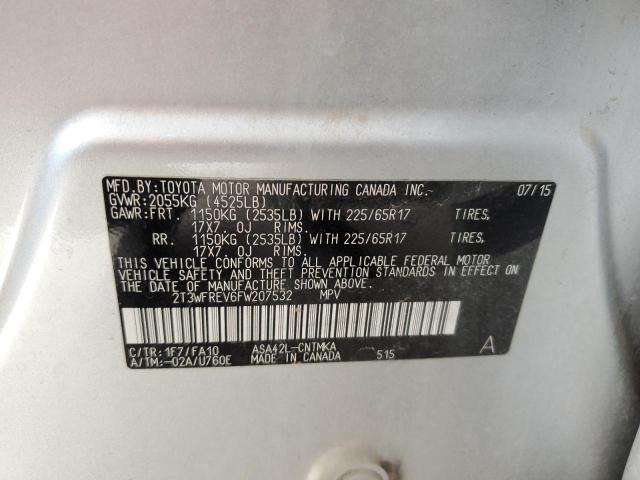 MFD.BY:TOYOTA MOTOR MANUFACTURING CANADA INC. 07/15
GVWR:2055KG (4525LB)
GAWR:FRT. 1150KG (2535LB) WITH 225/65R17 TIRES,
17X7.0J RIMS.
RR. 1150KG (2535LB) WITH 225/65R17 TIRES,
17X7.0J RIMS.
THIS VEHICLE CONFORMS TO ALL APPLICABLE FEDERAL MOTOR
VEHICLE SAFETY AND THEFT PREVENTION STANDARDS IN EFFECT ON
THE DATE OF MANUFACTURE SHOWN ABOVE.
2T3WFREV6FW207532 MPV
C/TR:1F7/FA10 ASA42L-CNTMKA A
A/TM:-02A/U760E MADE IN CANADA 515